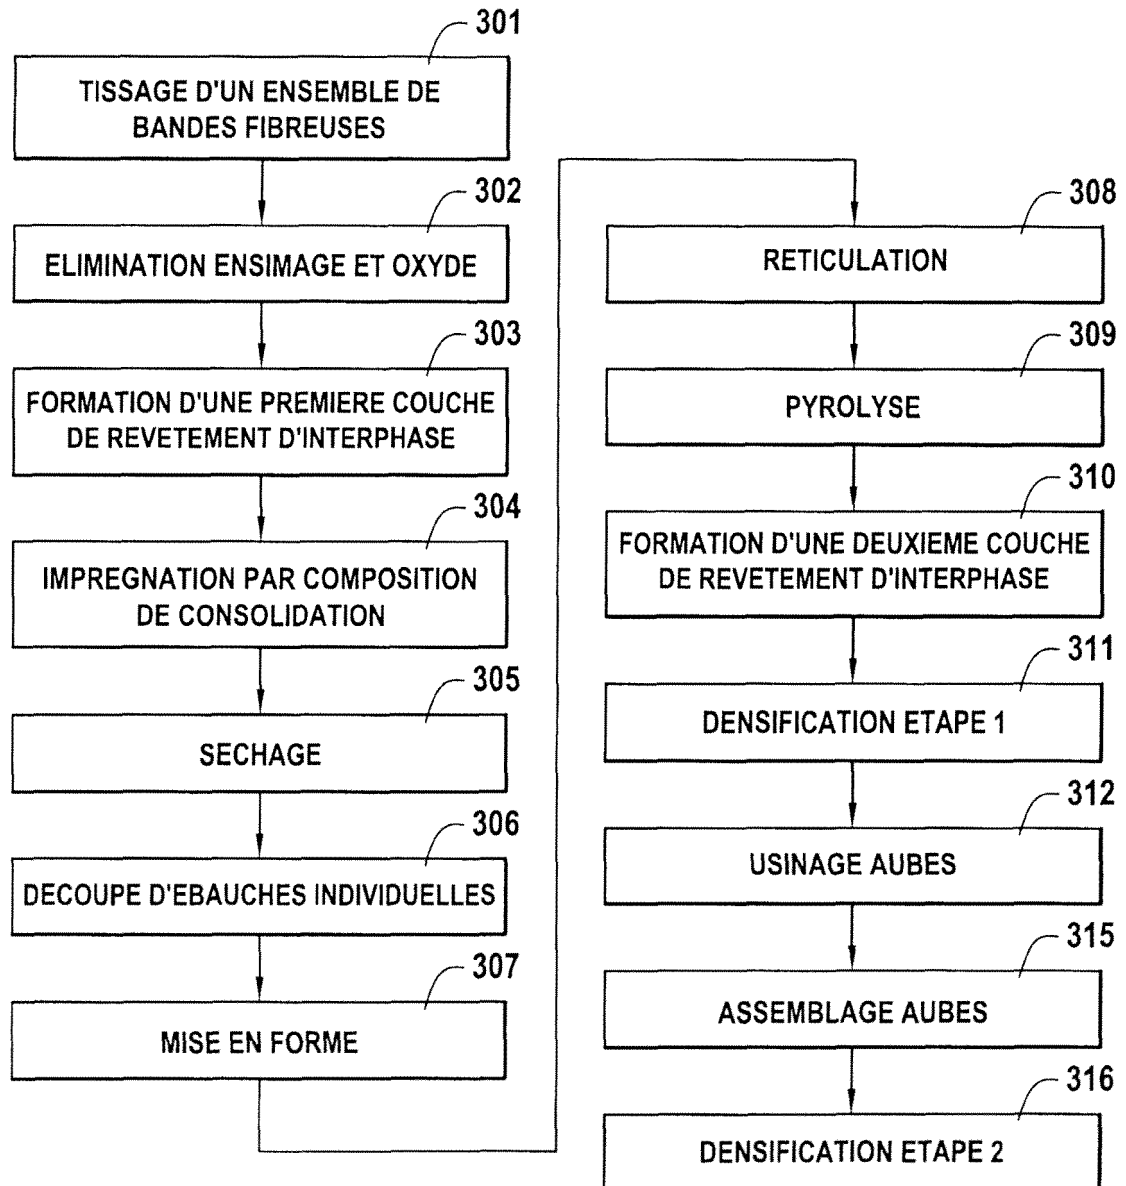 301
TISSAGE D'UN ENSEMBLE DE
BANDES FIBREUSES
302
ELIMINATION ENSIMAGE ET OXYDE
303
FORMATION D'UNE PREMIERE COUCHE
DE REVETEMENT D'INTERPHASE
304
IMPREGNATION PAR COMPOSITION
DE CONSOLIDATION
305
SECHAGE
306
DECOUPE D'EBAUCHES INDIVIDUELLES
307
MISE EN FORME
308
RETICULATION
309
PYROLYSE
310
FORMATION D'UNE DEUXIEME COUCHE
DE REVETEMENT D'INTERPHASE
311
DENSIFICATION ETAPE 1
312
USINAGE AUBES
315
ASSEMBLAGE AUBES
316
DENSIFICATION ETAPE 2